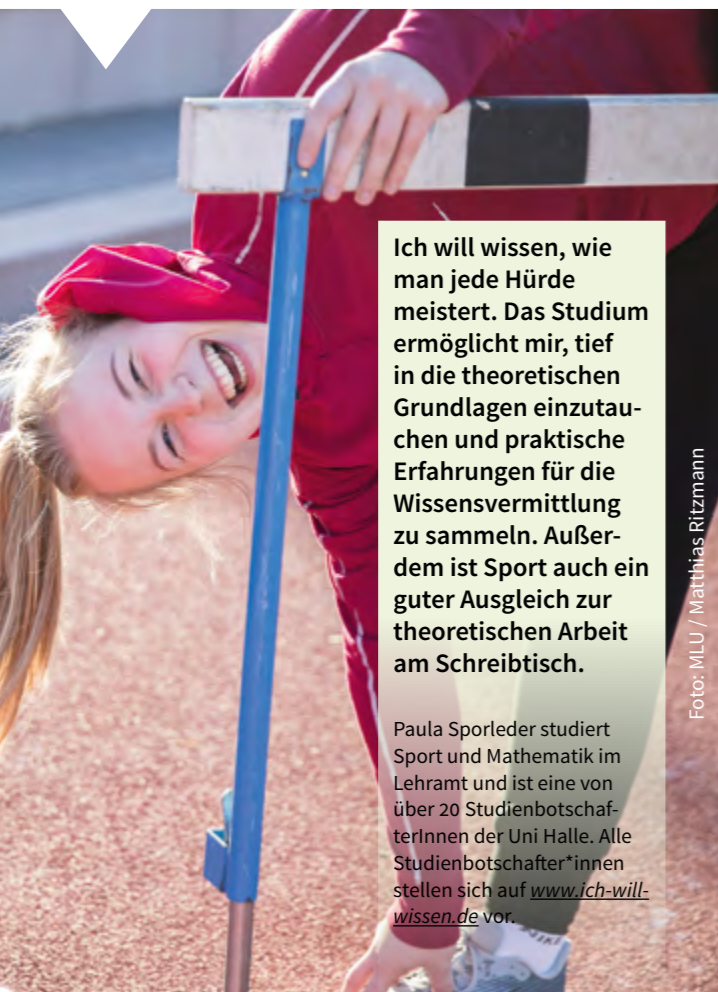 Ich will wissen, wie
man jede Hürde
meistert. Das Studium
ermöglicht mir, tief
in die theoretischen
Grundlagen einzutau-
chen und praktische
Erfahrungen für die
Wissensvermittlung
zu sammeln. Außer-
dem ist Sport auch ein
guter Ausgleich zur
theoretischen Arbeit
am Schreibtisch.
Paula Sporleder studiert
Sport und Mathematik im
Lehramt und ist eine von
über 20 Studienbotschaf-
terInnen der Uni Halle. Alle
Studienbotschafter*innen
stellen sich auf www.ich-will-
wissen.de vor.
Foto: MLU / Matthias Ritzmann